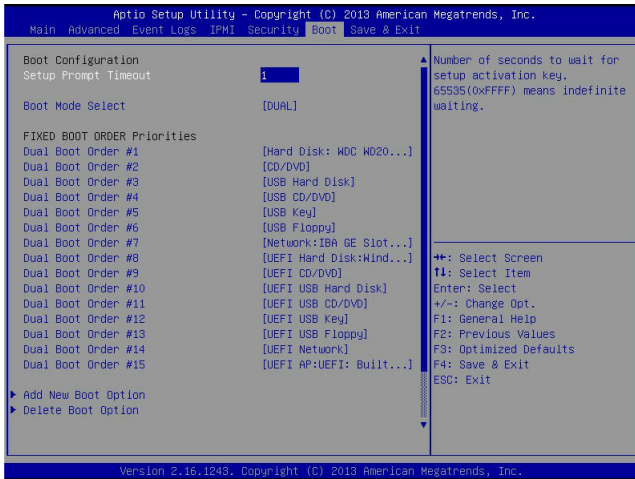 Aptio Setup Utility – Copyright (C) 2013 American Megatrends, Inc.
Main Advanced Event Logs IPMI Security Boot Save & Exit
Boot Configuration
Setup Prompt Timeout 1
Boot Mode Select [DUAL]
FIXED BOOT ORDER Priorities
Dual Boot Order #1 [Hard Disk: WDC WD20...]
Dual Boot Order #2 [CD/DVD]
Dual Boot Order #3 [USB Hard Disk]
Dual Boot Order #4 [USB CD/DVD]
Dual Boot Order #5 [USB Key]
Dual Boot Order #6 [USB Floppy]
Dual Boot Order #7 [Network:IBA GE Slot...]
Dual Boot Order #8 [UEFI Hard Disk:Wind...]
Dual Boot Order #9 [UEFI CD/DVD]
Dual Boot Order #10 [UEFI USB Hard Disk]
Dual Boot Order #11 [UEFI USB CD/DVD]
Dual Boot Order #12 [UEFI USB Key]
Dual Boot Order #13 [UEFI USB Floppy]
Dual Boot Order #14 [UEFI Network]
Dual Boot Order #15 [UEFI AP:UEFI: Built...]
Add New Boot Option
Delete Boot Option
Number of seconds to wait for
setup activation key.
65535(0xFFFF) means indefinite
waiting.
→←: Select Screen
↑↓: Select Item
Enter: Select
+/-: Change Opt.
F1: General Help
F2: Previous Values
F3: Optimized Defaults
F4: Save & Exit
ESC: Exit
Version 2.16.1243. Copyright (C) 2013 American Megatrends, Inc.